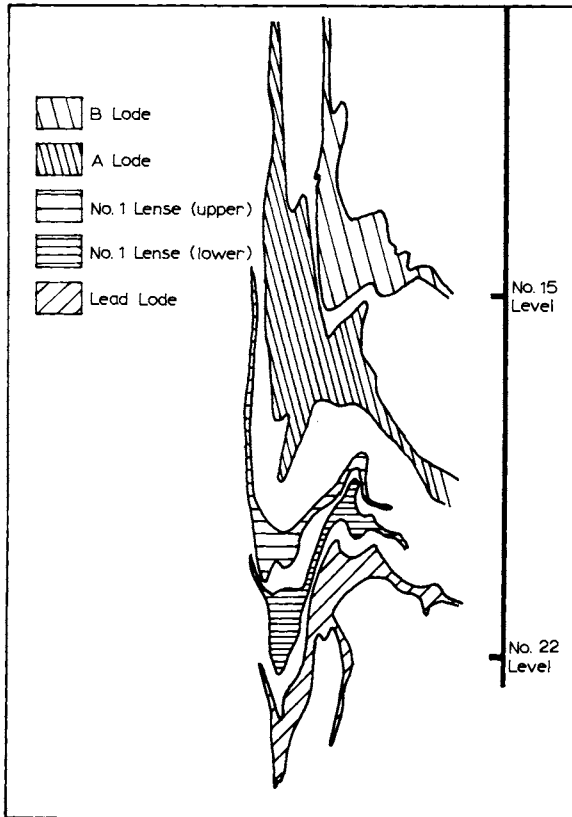 B Lode
A Lode
No. 1 Lense (upper)
No. 1 Lense (lower)
Lead Lode
No. 15
Level
No. 22
Level